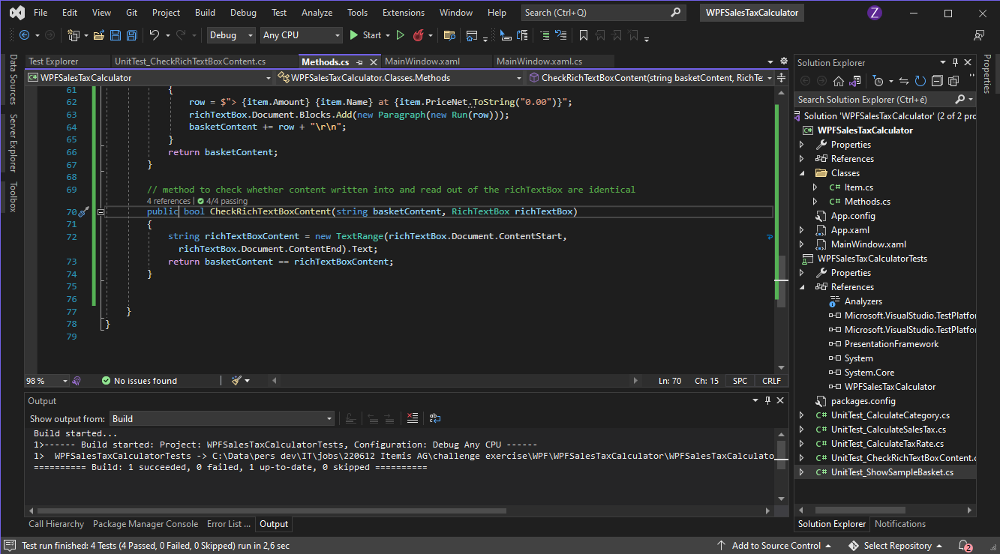 File Edit View Git Project Build Debug Test Analyze Tools Extensions Window Help Search (Ctrl+Q) WPFSalesTaxCalculator Z
Debug Any CPU Start
Data Sources
Server Explorer
Toolbox
Test Explorer UnitTest_CheckRichTextBoxContent.cs Methods.cs MainWindow.xaml MainWindow.xaml.cs
WPFSalesTaxCalculator WPFSalesTaxCalculator.Classes.Methods CheckRichTextBoxContent(string basketContent, RichTe
61 {
62 row = $"> {item.Amount} {item.Name} at {item.PriceNet.ToString("0.00")}";
63 richTextBox.Document.Blocks.Add(new Paragraph(new Run(row)));
64 basketContent += row + "\r\n";
65 }
66 return basketContent;
67 }
68
69 // method to check whether content written into and read out of the richTextBox are identical
4 references | 4/4 passing
70 public bool CheckRichTextBoxContent(string basketContent, RichTextBox richTextBox)
71 {
72 string richTextBoxContent = new TextRange(richTextBox.Document.ContentStart,
richTextBox.Document.ContentEnd).Text;
73 return basketContent == richTextBoxContent;
74 }
75
76
77 }
78 }
79
98 % No issues found Ln: 70 Ch: 15 SPC CRLF
Output
Show output from: Build
Build started...
1>------ Build started: Project: WPFSalesTaxCalculatorTests, Configuration: Debug Any CPU ------
1>  WPFSalesTaxCalculatorTests -> C:\Data\pers dev\IT\jobs\220612 Itemis AG\challenge exercise\WPF\WPFSalesTaxCalculator\WPFSalesTaxCalculato
========== Build: 1 succeeded, 0 failed, 1 up-to-date, 0 skipped ==========
Call Hierarchy Package Manager Console Error List ... Output
Solution Explorer
Search Solution Explorer (Ctrl+é)
Solution 'WPFSalesTaxCalculator' (2 of 2 pro
C# WPFSalesTaxCalculator
Properties
References
Classes
C# Item.cs
C# Methods.cs
App.config
App.xaml
MainWindow.xaml
WPFSalesTaxCalculatorTests
Properties
References
Analyzers
Microsoft.VisualStudio.TestPlatfor
Microsoft.VisualStudio.TestPlatfor
PresentationFramework
System
System.Core
WPFSalesTaxCalculator
packages.config
C# UnitTest_CalculateCategory.cs
C# UnitTest_CalculateSalesTax.cs
C# UnitTest_CalculateTaxRate.cs
C# UnitTest_CheckRichTextBoxContent.c
C# UnitTest_ShowSampleBasket.cs
Solution Explorer Notifications
Properties
Test run finished: 4 Tests (4 Passed, 0 Failed, 0 Skipped) run in 2,6 sec Add to Source Control Select Repository 2